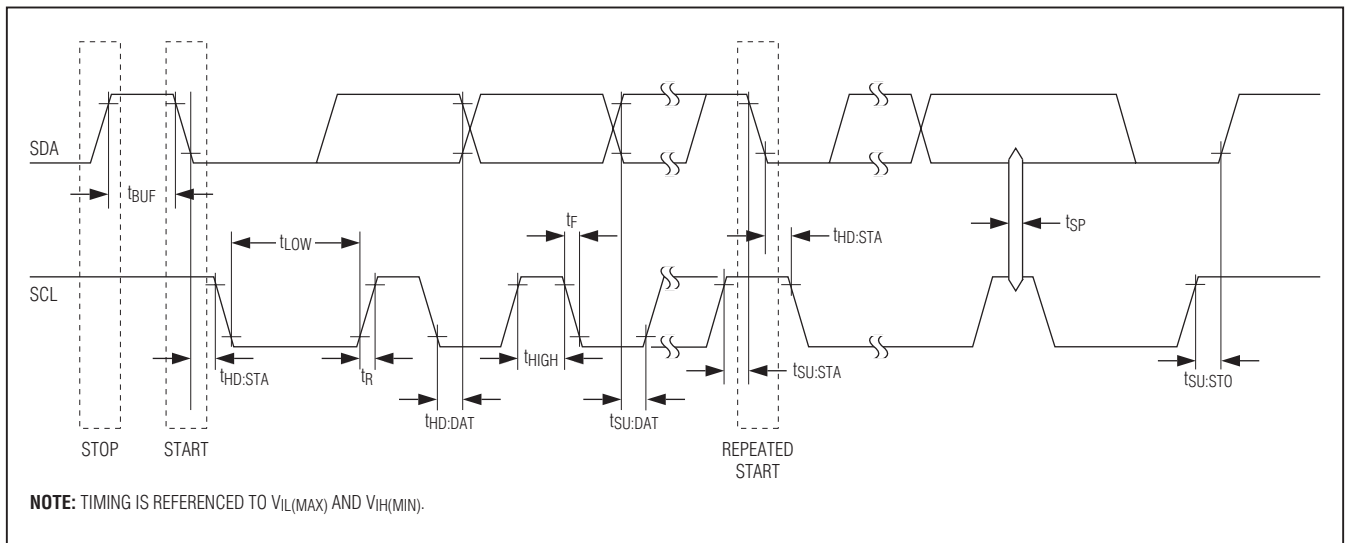 SDA
tBUF
tF
tSP
tLOW
tHD:STA
SCL
tHIGH
tSU:STA
tHD:STA
tR
tSU:STO
tHD:DAT
tSU:DAT
STOP
START
REPEATED
START
NOTE: TIMING IS REFERENCED TO VIL(MAX) AND VIH(MIN).